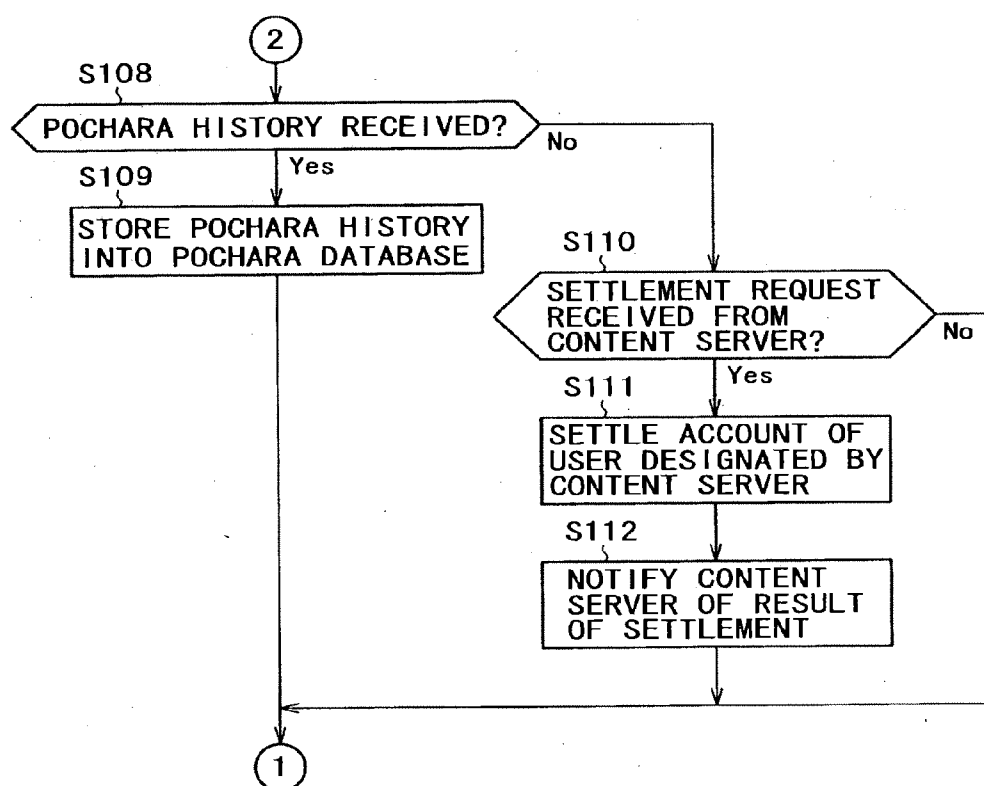 2
S108
POCHARA HISTORY RECEIVED?
No
Yes
S109
STORE POCHARA HISTORY
INTO POCHARA DATABASE
S110
SETTLEMENT REQUEST
RECEIVED FROM
CONTENT SERVER?
No
Yes
S111
SETTLE ACCOUNT OF
USER DESIGNATED BY
CONTENT SERVER
S112
NOTIFY CONTENT
SERVER OF RESULT
OF SETTLEMENT
1